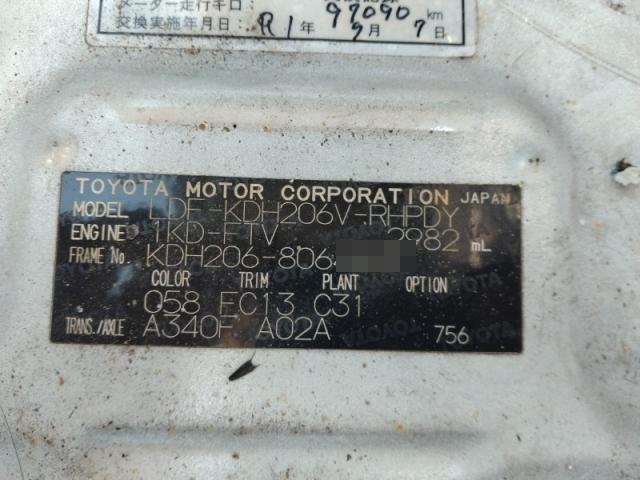 メーター走行キロ: 97090 km
交換実施年月日: R1年 9月 7日
TOYOTA MOTOR CORPORATION JAPAN
MODEL LDF-KDH206V-RHPDY
ENGINE 1KD-FTV 2982 mL
FRAME No KDH206-806
COLOR TRIM PLANT OPTION
058 FC13 C31
TRANS./AXLE A340F A02A 756